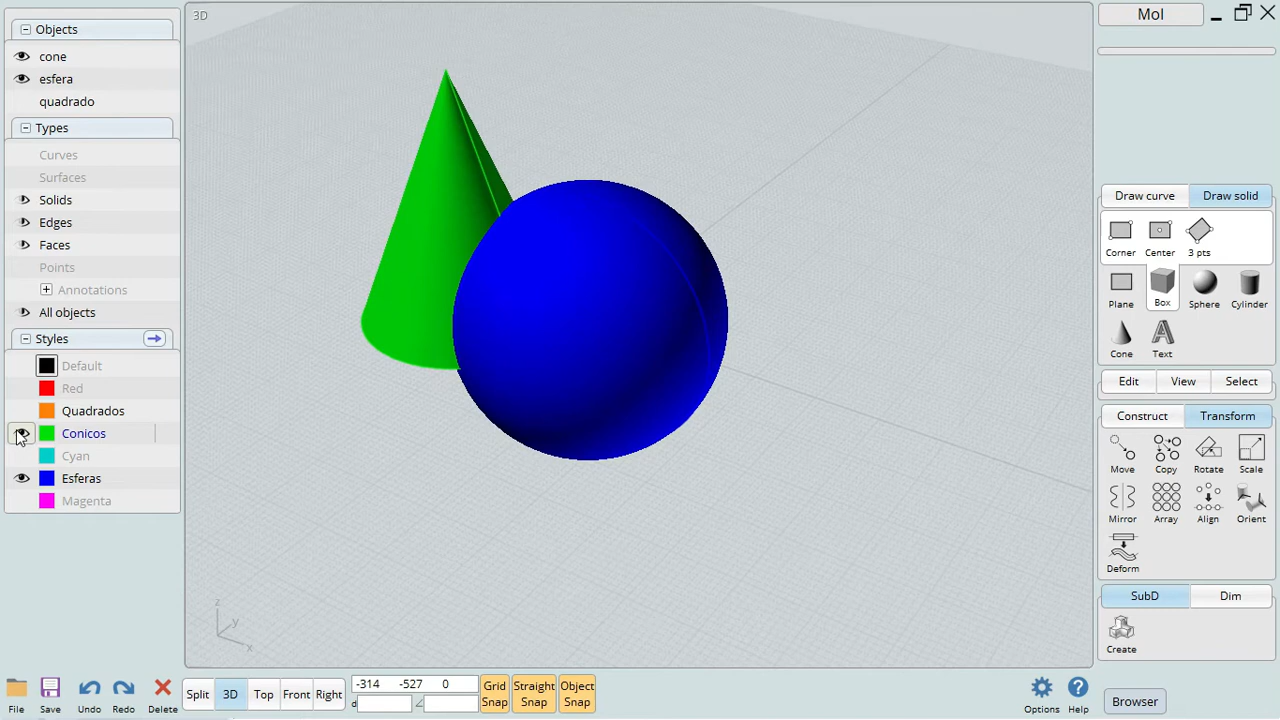 Objects
cone
esfera
quadrado
Types
Curves
Surfaces
Solids
Edges
Faces
Points
Annotations
All objects
Styles
Default
Red
Quadrados
Conicos
Cyan
Esferas
Magenta
3D
z
y
x
MoI
Draw curve Draw solid
Corner Center 3 pts
Plane Box Sphere Cylinder
Cone Text
Edit View Select
Construct Transform
Move Copy Rotate Scale
Mirror Array Align Orient
Deform
SubD Dim
Create
File Save Undo Redo Delete
Split 3D Top Front Right
-314 -527 0
d
Grid Snap
Straight Snap
Object Snap
Options Help
Browser